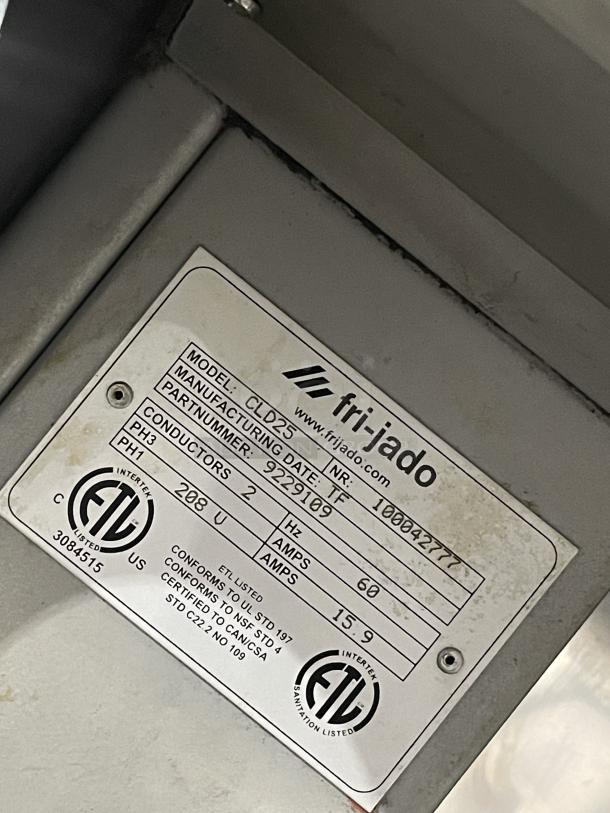 fri-jado
www.frijado.com
MODEL: CLD25 NR: 100042777
MANUFACTURING DATE: TF
PARTNUMMER: 9229109
CONDUCTORS 2 Hz 60
PH3 AMPS
PH1 208 V AMPS 15.9
INTERTEK
C ETL US
LISTED
3084515
ETL LISTED
CONFORMS TO UL STD 197
CONFORMS TO NSF STD 4
CERTIFIED TO CAN/CSA
STD C22.2 NO 109
INTERTEK
ETL
SANITATION LISTED